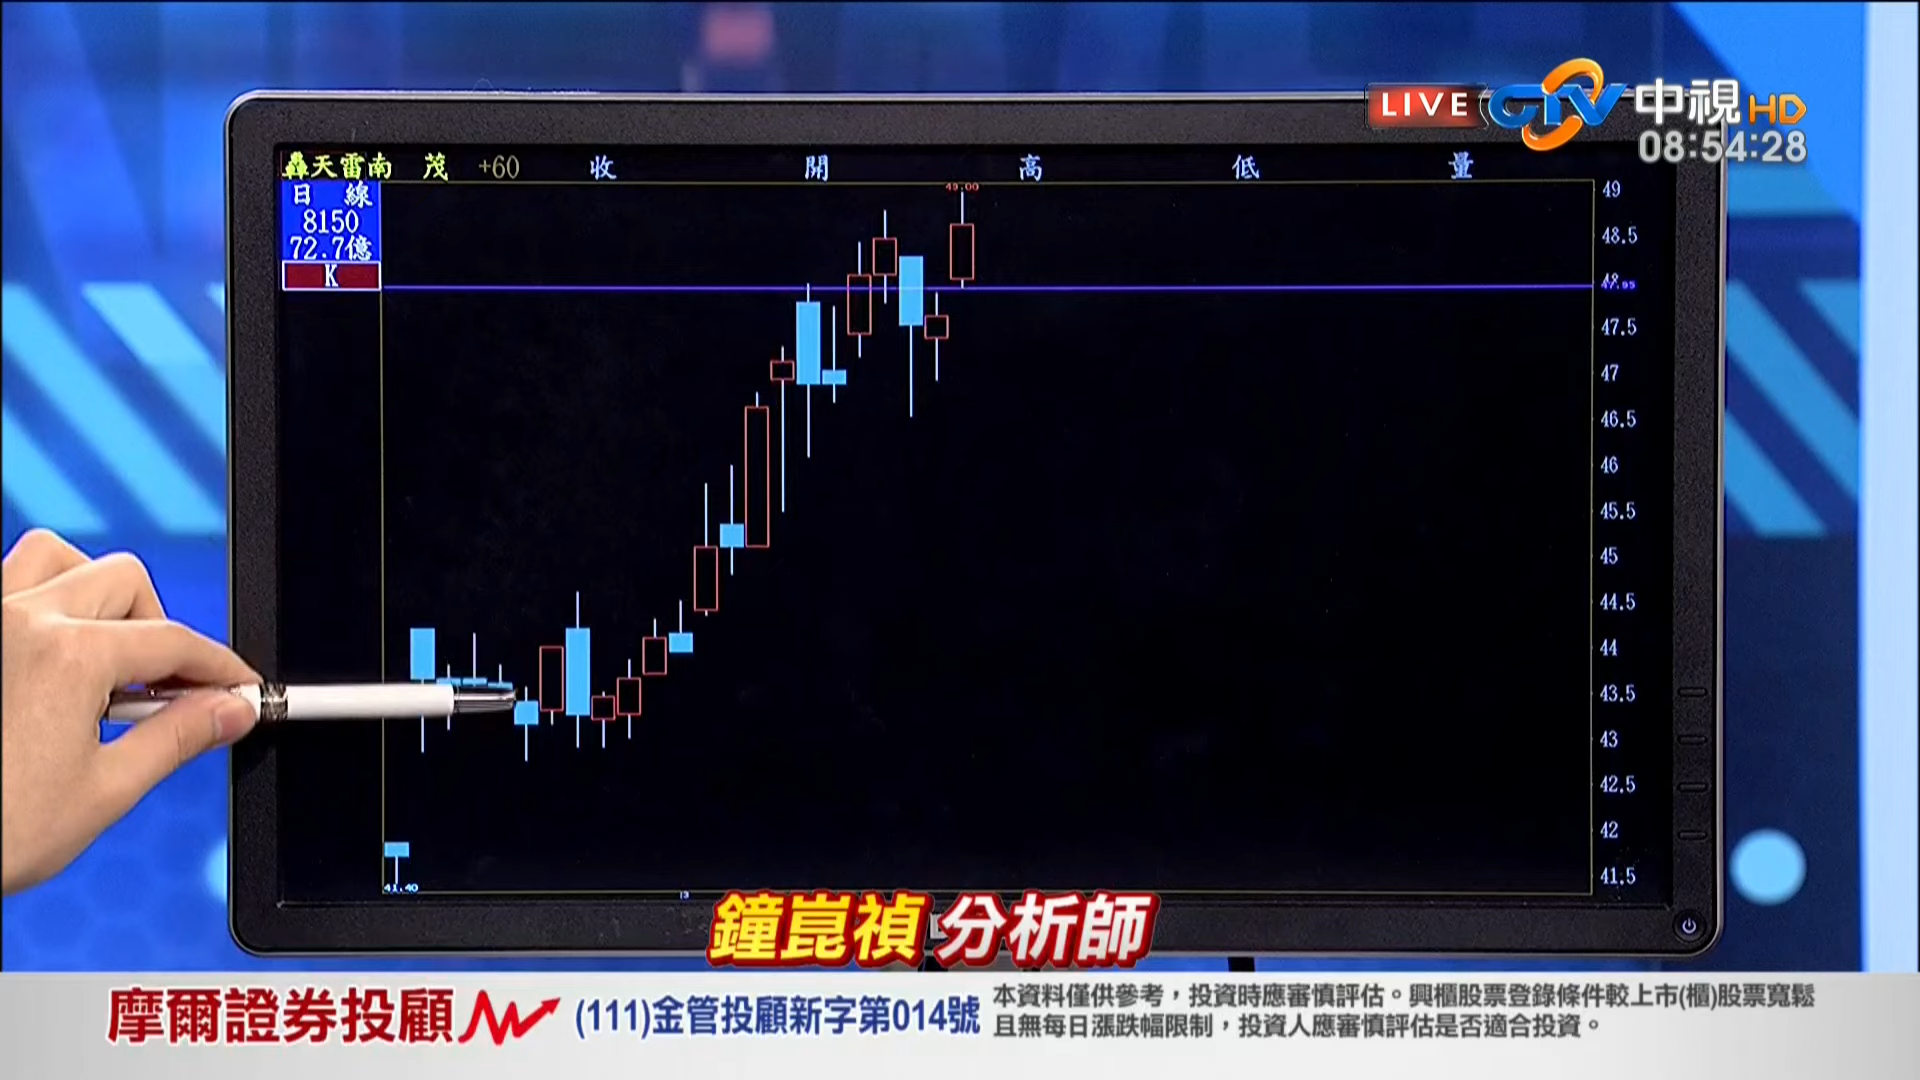 LIVE CTV 中視 HD
08:54:28
轟天雷南 茂 +60 收 開 高 低 量
日 線
8150
72.7億
K
49.00
49
48.5
48
47.95
47.5
47
46.5
46
45.5
45
44.5
44
43.5
43
42.5
42
41.5
41.40
鐘崑禎 分析師
摩爾證券投顧 (111)金管投顧新字第014號
本資料僅供參考，投資時應審慎評估。興櫃股票登錄條件較上市(櫃)股票寬鬆
且無每日漲跌幅限制，投資人應審慎評估是否適合投資。